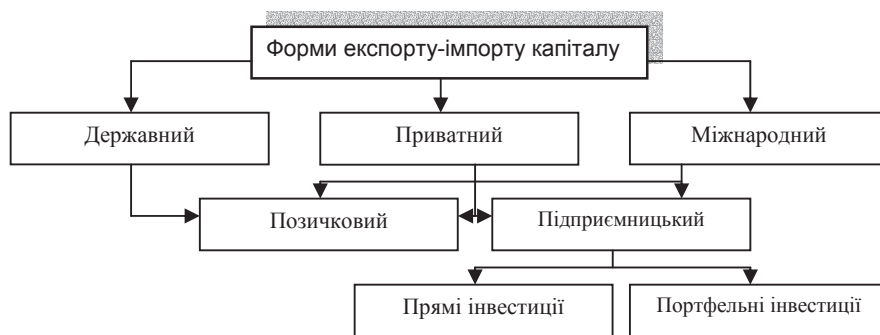 Форми експорту-імпорту капіталу
Державний
Приватний
Міжнародний
Позичковий
Підприємницький
Прямі інвестиції
Портфельні інвестиції